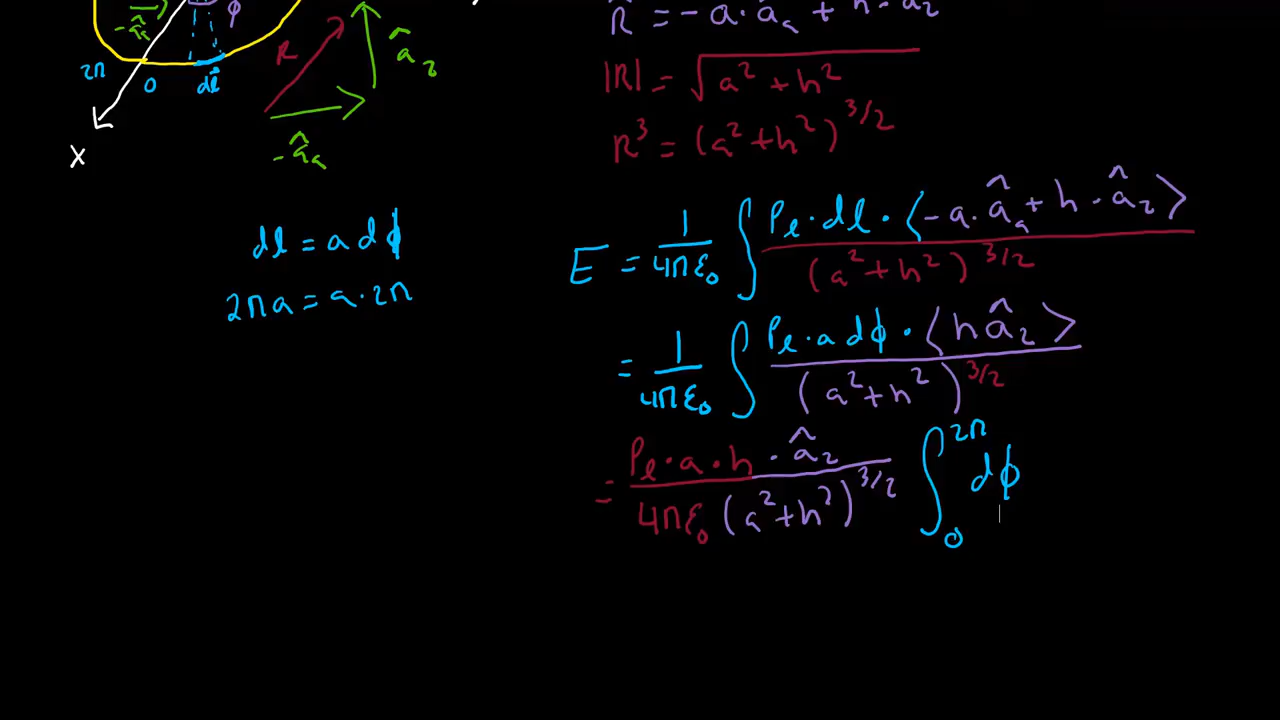 -â_a
ϕ
2π
0
dl
X
R
â_z
-â_a
dl = a dϕ
2πa = a·2π
R̂ = -a·â_a + h·â_z
|R| = √(a² + h²)
R³ = (a² + h²)^3/2
E = 1/(4πε₀) ∫ ρ_ℓ·dl·⟨-a·â_a + h·â_z⟩ / (a² + h²)^3/2
= 1/(4πε₀) ∫ ρ_ℓ·a dϕ·⟨h â_z⟩ / (a² + h²)^3/2
= ρ_ℓ·a·h·â_z / 4πε₀ (a² + h²)^3/2 ∫₀^2π dϕ